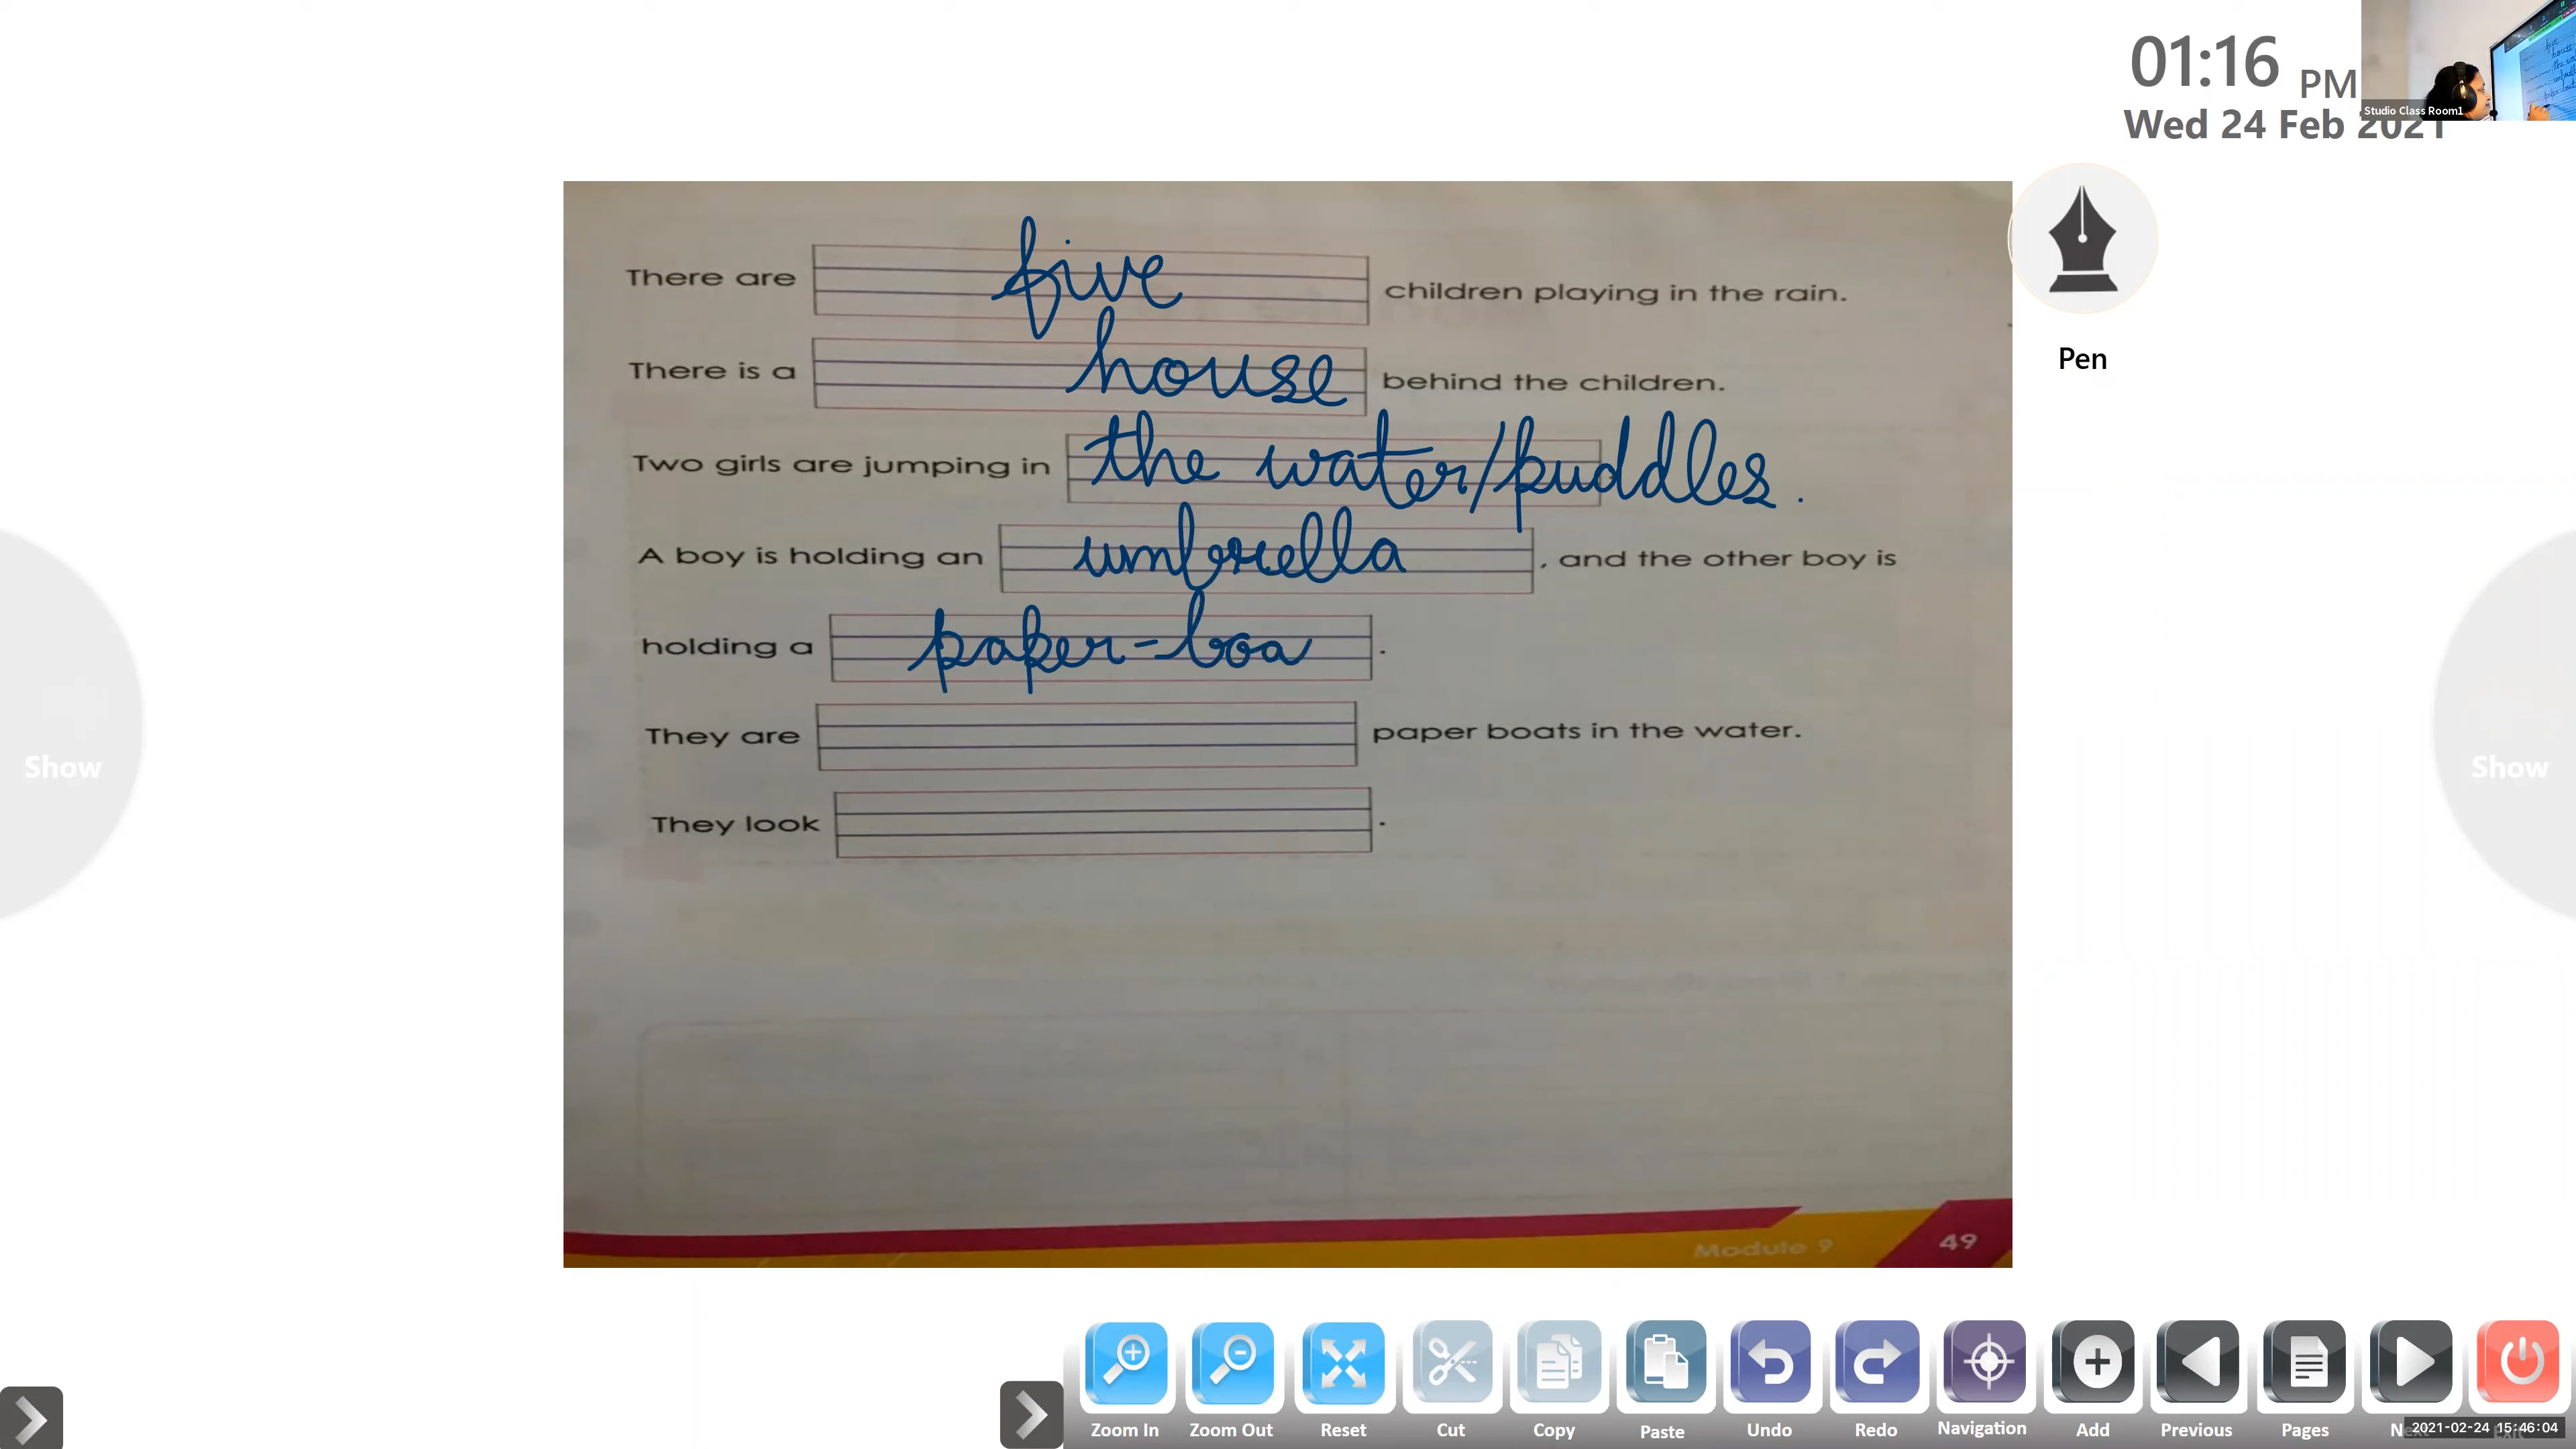 01:16 PM
Studio Class Room1
Wed 24 Feb 2021
Pen
There are five children playing in the rain.
There is a house behind the children.
Two girls are jumping in the water/puddles.
A boy is holding an umbrella, and the other boy is
holding a paper-boa.
They are paper boats in the water.
They look .
Show
Show
Module 9 49
Zoom In Zoom Out Reset Cut Copy Paste Undo Redo Navigation Add Previous Pages
2021-02-24 15:46:04